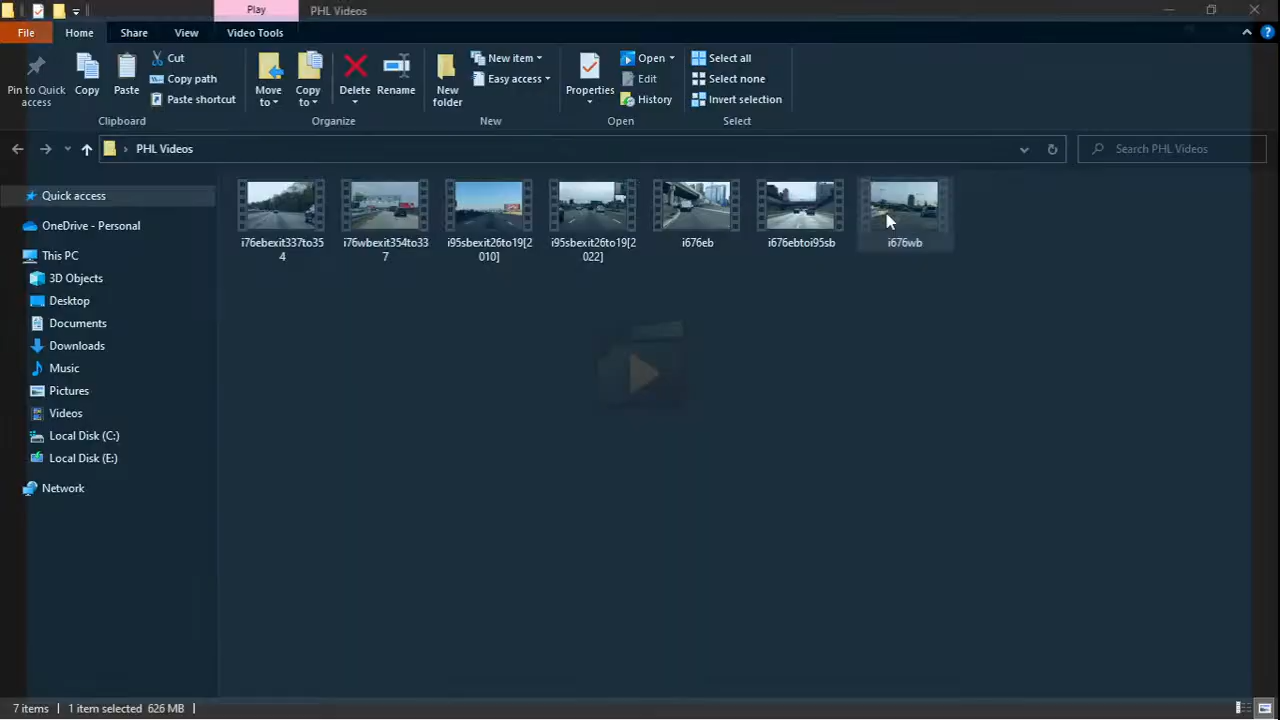 Play
PHL Videos
File
Home
Share
View
Video Tools
Pin to Quick
access
Copy
Paste
Cut
Copy path
Paste shortcut
Clipboard
Move
to
Copy
to
Delete
Rename
Organize
New
folder
New item
Easy access
New
Properties
Open
Edit
History
Open
Select all
Select none
Invert selection
Select
PHL Videos
Search PHL Videos
Quick access
OneDrive - Personal
This PC
3D Objects
Desktop
Documents
Downloads
Music
Pictures
Videos
Local Disk (C:)
Local Disk (E:)
Network
i76ebexit337to35
4
i76wbexit354to33
7
i95sbexit26to19[2
010]
i95sbexit26to19[2
022]
i676eb
i676ebtoi95sb
i676wb
7 items
1 item selected 626 MB